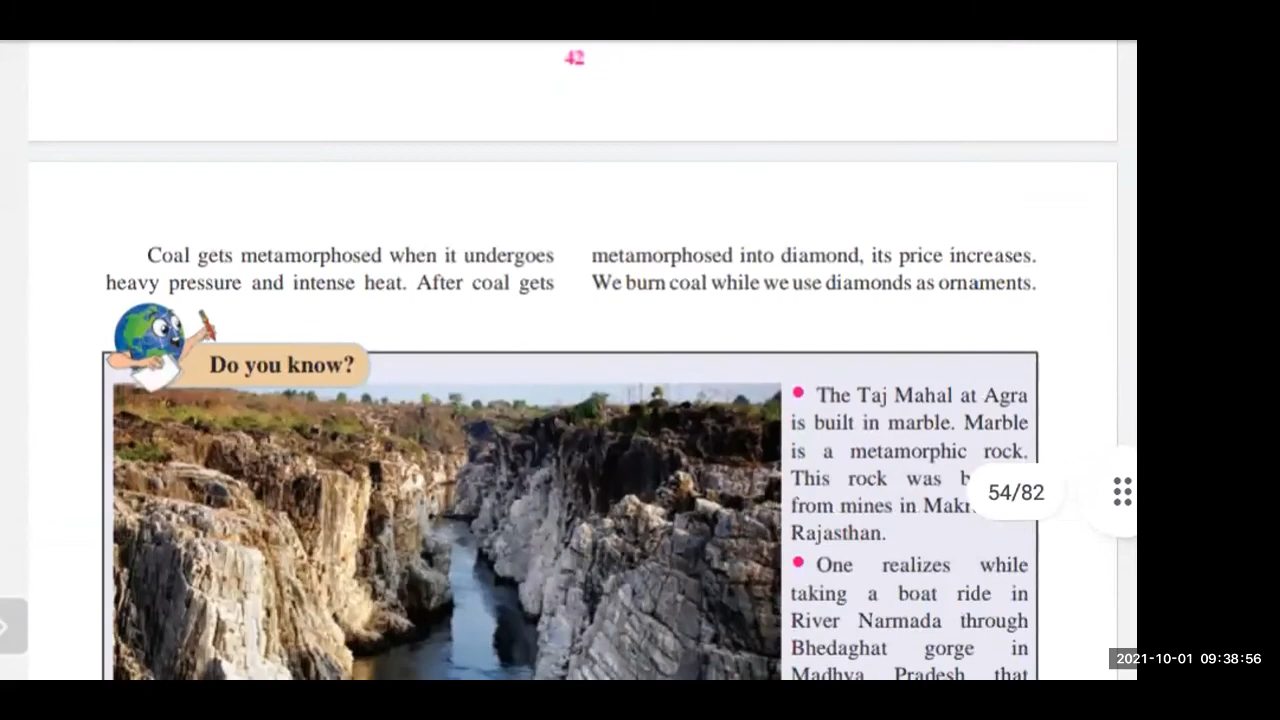 42
Coal gets metamorphosed when it undergoes
heavy pressure and intense heat. After coal gets
metamorphosed into diamond, its price increases.
We burn coal while we use diamonds as ornaments.
Do you know?
• The Taj Mahal at Agra
is built in marble. Marble
is a metamorphic rock.
This rock was
from mines in
Rajasthan.
• One realizes while
taking a boat ride in
River Narmada through
Bhedaghat gorge in
Madhya Pradesh that
54/82
2021-10-01 09:38:56